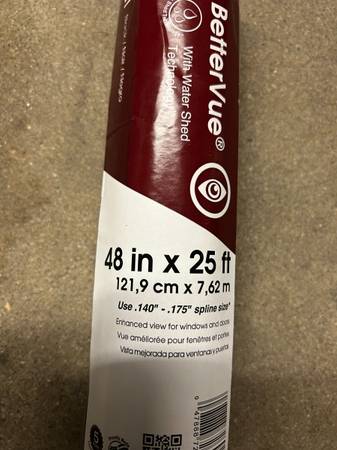 BetterVue®
With Water Shed
Technology
48 in x 25 ft
121,9 cm x 7,62 m
Use .140" - .175" spline size*
Enhanced view for windows and doors.
Vue améliorée pour fenêtres et portes.
Vista mejorada para ventanas y puertas.